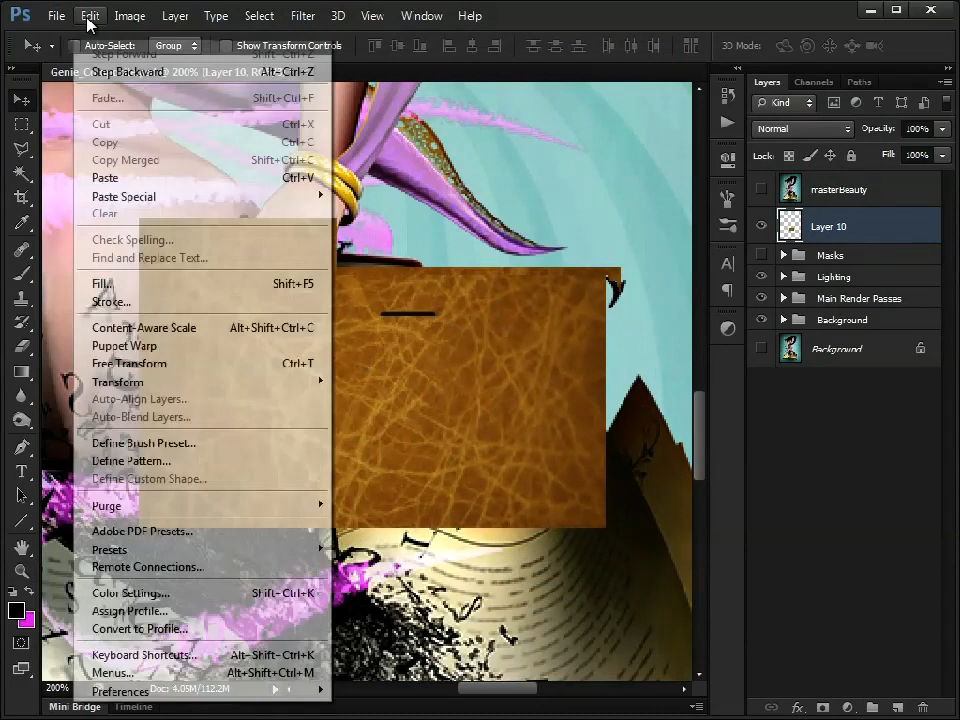 Ps File Edit Image Layer Type Select Filter 3D View Window Help
Auto-Select: Group Show Transform Controls 3D Mode:
Step Forward
Step Backward Alt+Ctrl+Z
Fade... Shift+Ctrl+F
Cut Ctrl+X
Copy Ctrl+C
Copy Merged Shift+Ctrl+C
Paste Ctrl+V
Paste Special
Clear
Check Spelling...
Find and Replace Text...
Fill... Shift+F5
Stroke...
Content-Aware Scale Alt+Shift+Ctrl+C
Puppet Warp
Free Transform Ctrl+T
Transform
Auto-Align Layers...
Auto-Blend Layers...
Define Brush Preset...
Define Pattern...
Define Custom Shape...
Purge
Adobe PDF Presets...
Presets
Remote Connections...
Color Settings... Shift+Ctrl+K
Assign Profile...
Convert to Profile...
Keyboard Shortcuts... Alt+Shift+Ctrl+K
Menus... Alt+Shift+Ctrl+M
Preferences
200% Doc: 4.05M/112.2M
Mini Bridge Timeline
Layers Channels Paths
Kind
Normal Opacity: 100%
Lock: Fill: 100%
masterBeauty
Layer 10
Masks
Lighting
Main Render Passes
Background
Background